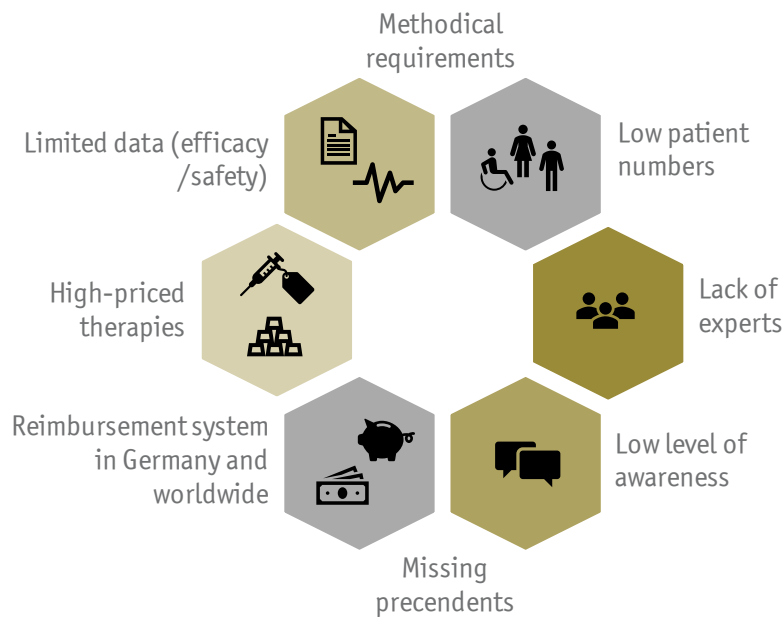 Methodical
requirements
Limited data (efficacy
/safety)
Low patient
numbers
High-priced
therapies
Lack of
experts
Reimbursement system
in Germany and
worldwide
Low level of
awareness
Missing
precendents